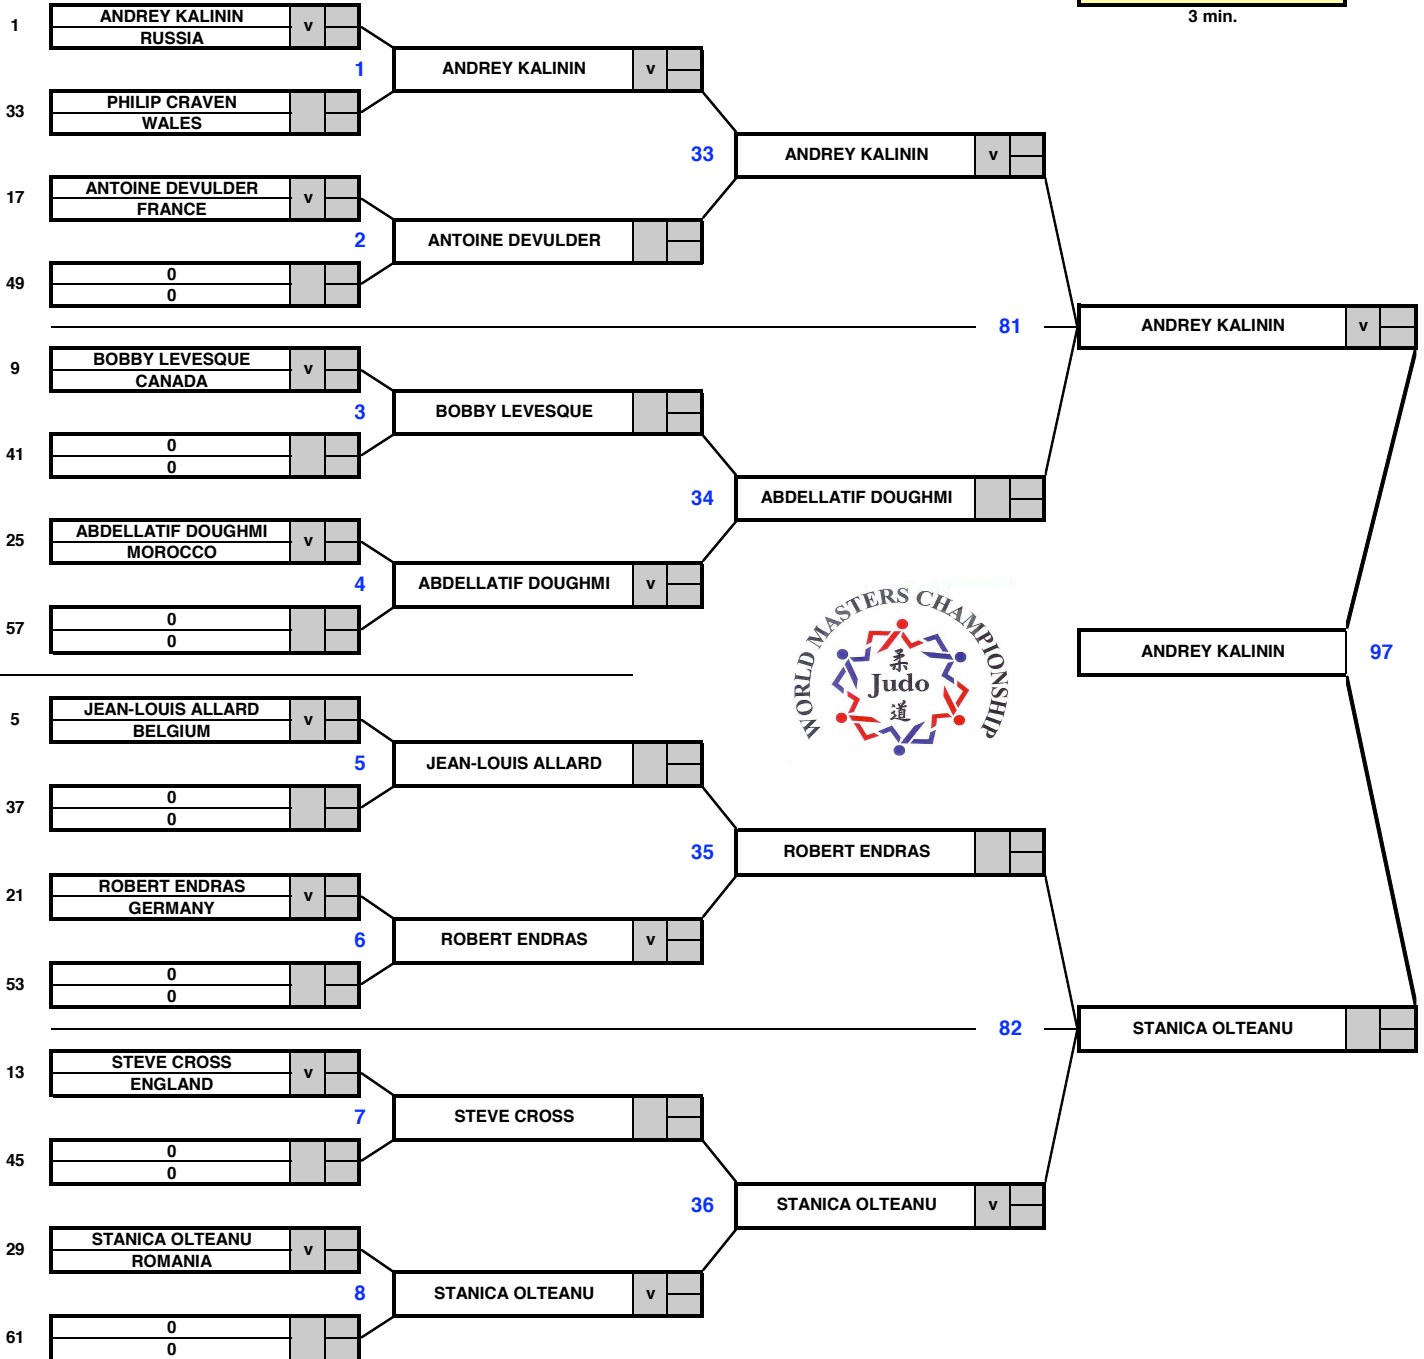 3 min.
1
ANDREY KALININ
RUSSIA
v
1
ANDREY KALININ
v
33
PHILIP CRAVEN
WALES
33
ANDREY KALININ
v
17
ANTOINE DEVULDER
FRANCE
v
2
ANTOINE DEVULDER
49
0
0
81
ANDREY KALININ
v
9
BOBBY LEVESQUE
CANADA
v
3
BOBBY LEVESQUE
41
0
0
34
ABDELLATIF DOUGHMI
25
ABDELLATIF DOUGHMI
MOROCCO
v
4
ABDELLATIF DOUGHMI
v
57
0
0
WORLD MASTERS CHAMPIONSHIP
柔
Judo
道
ANDREY KALININ
97
5
JEAN-LOUIS ALLARD
BELGIUM
v
5
JEAN-LOUIS ALLARD
37
0
0
35
ROBERT ENDRAS
21
ROBERT ENDRAS
GERMANY
v
6
ROBERT ENDRAS
v
53
0
0
82
STANICA OLTEANU
13
STEVE CROSS
ENGLAND
v
7
STEVE CROSS
45
0
0
36
STANICA OLTEANU
v
29
STANICA OLTEANU
ROMANIA
v
8
STANICA OLTEANU
v
61
0
0